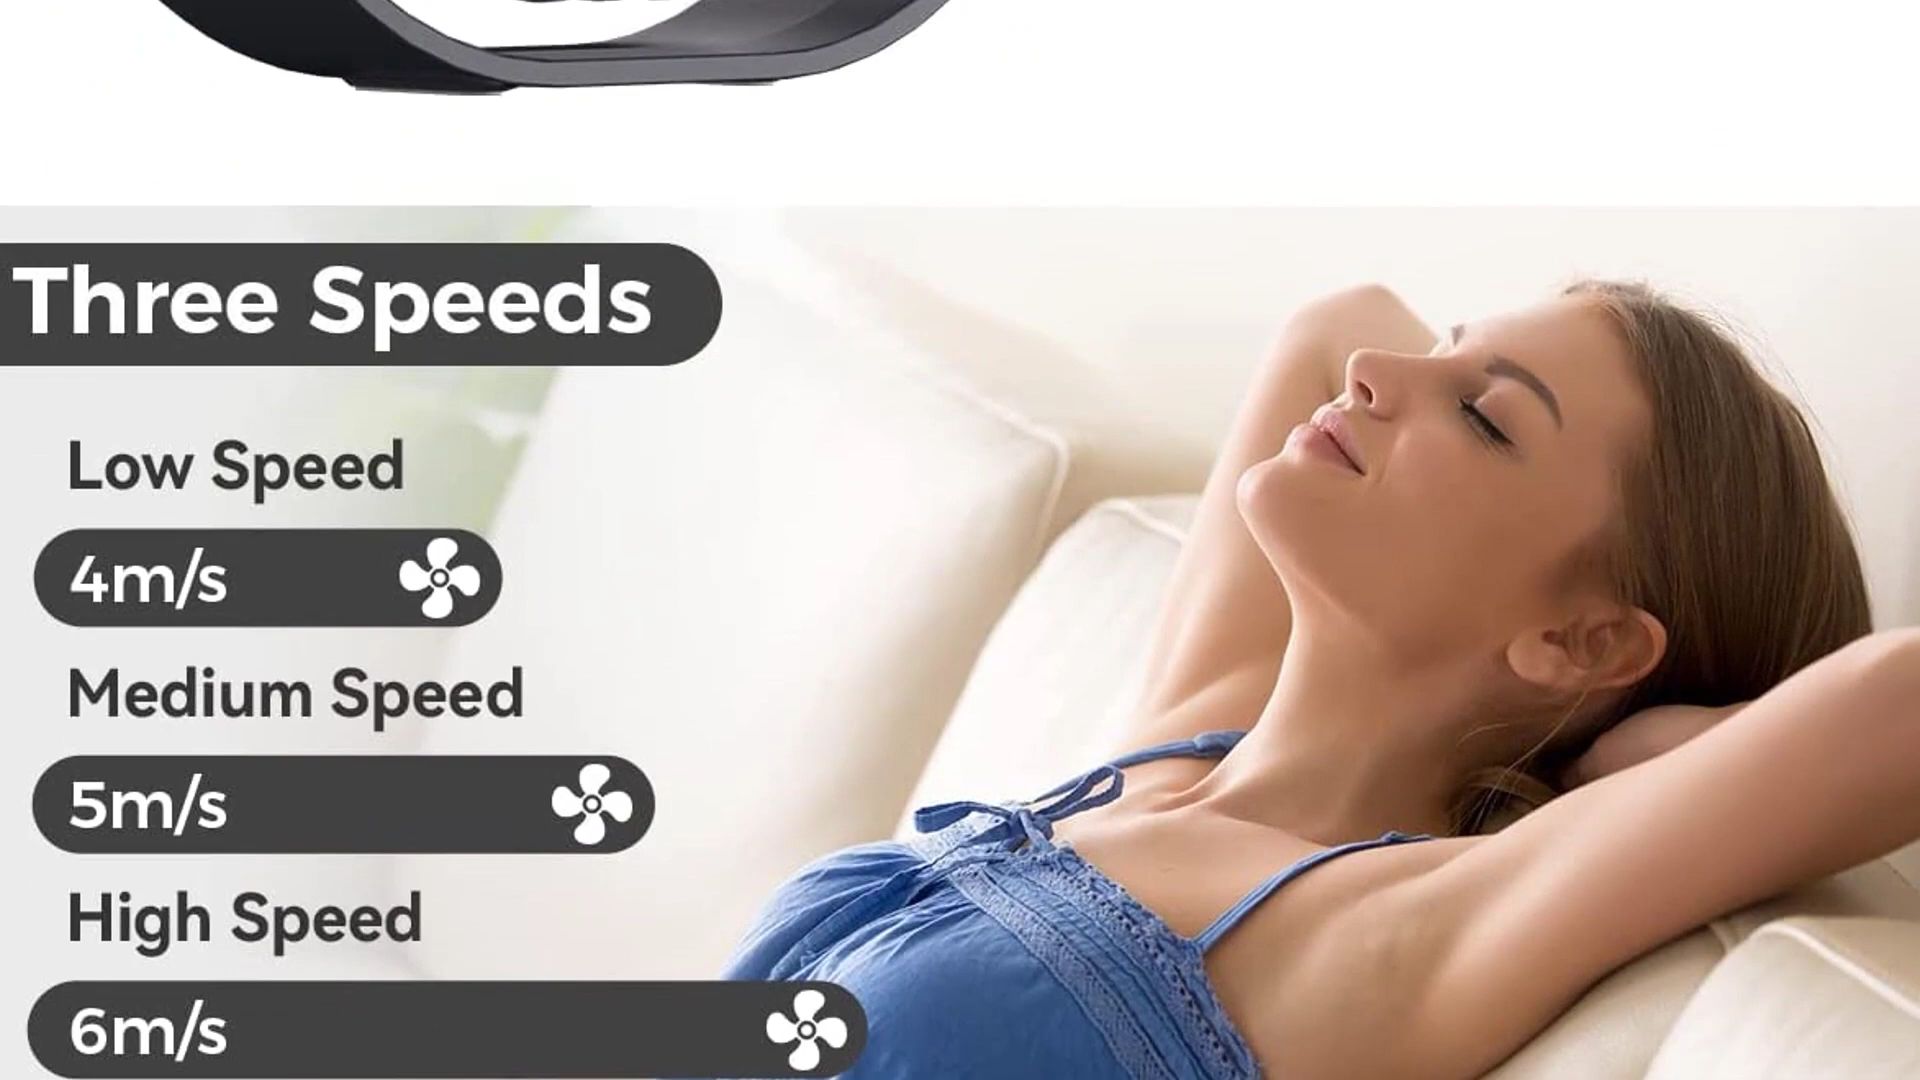 Three Speeds
Low Speed
4m/s
Medium Speed
5m/s
High Speed
6m/s